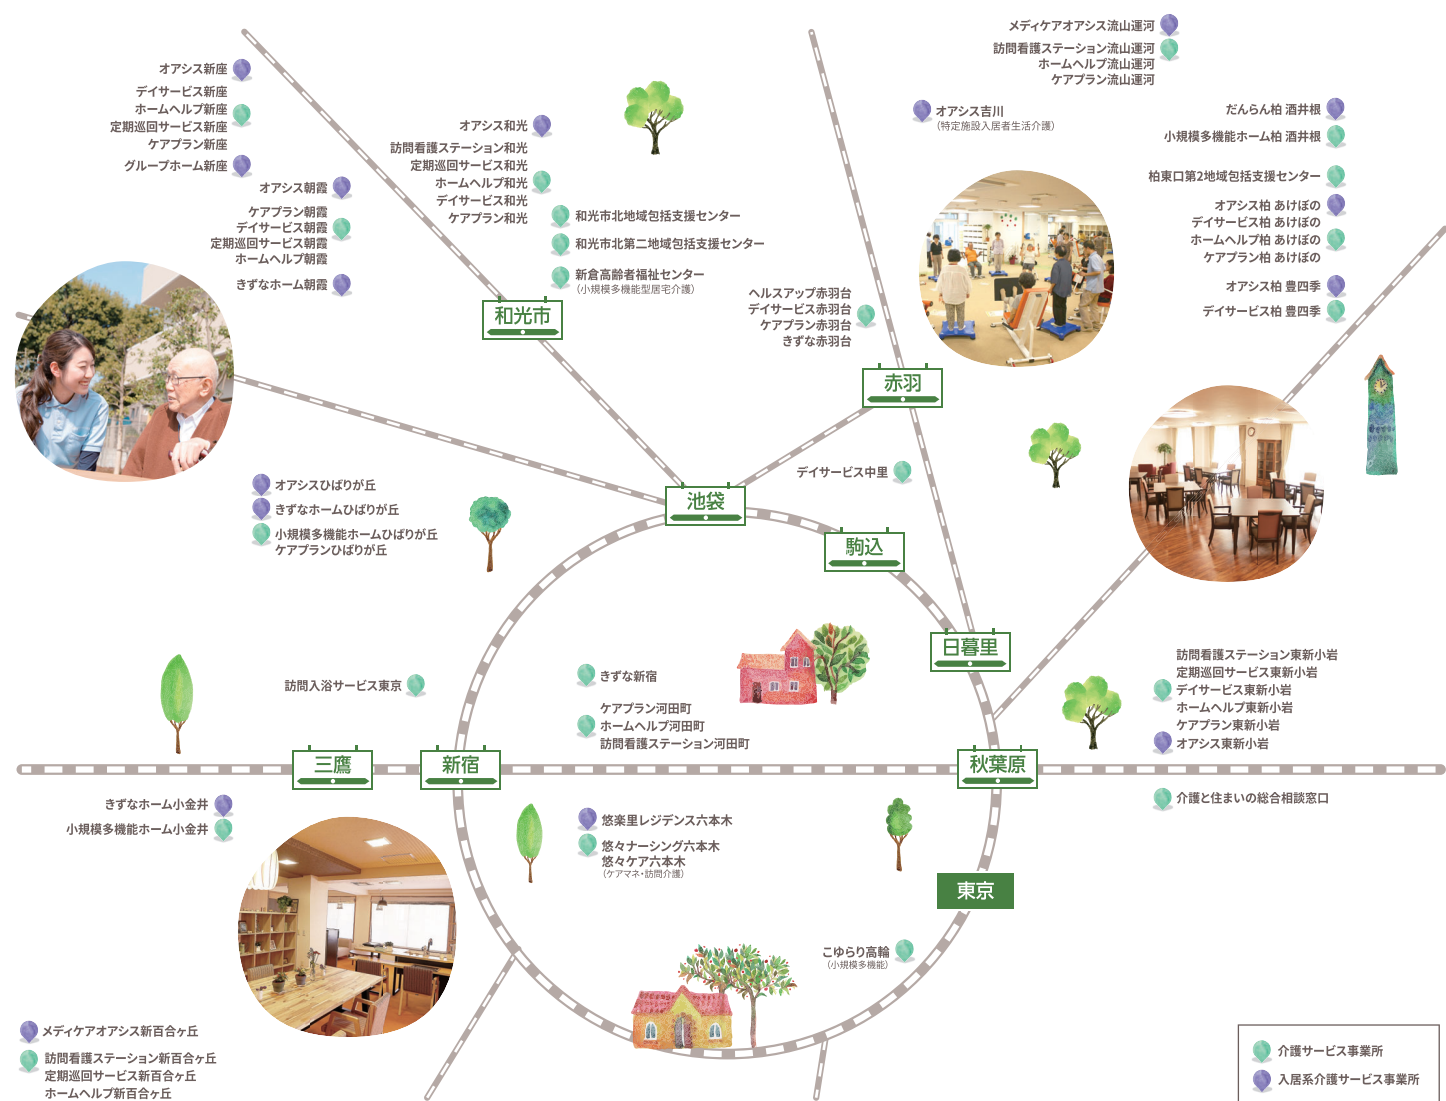 メディケアオアシス流山運河
訪問看護ステーション流山運河
ホームヘルプ流山運河
ケアプラン流山運河
オアシス新座
デイサービス新座
ホームヘルプ新座
定期巡回サービス新座
ケアプラン新座
グループホーム新座
オアシス朝霞
ケアプラン朝霞
デイサービス朝霞
定期巡回サービス朝霞
ホームヘルプ朝霞
きずなホーム朝霞
オアシス和光
訪問看護ステーション和光
定期巡回サービス和光
ホームヘルプ和光
デイサービス和光
ケアプラン和光
和光市北地域包括支援センター
和光市北第二地域包括支援センター
新倉高齢者福祉センター
（小規模多機能型居宅介護）
和光市
オアシス吉川
（特定施設入居者生活介護）
だんらん柏 酒井根
小規模多機能ホーム柏 酒井根
柏東口第2地域包括支援センター
オアシス柏 あけぼの
デイサービス柏 あけぼの
ホームヘルプ柏 あけぼの
ケアプラン柏 あけぼの
オアシス柏 豊四季
デイサービス柏 豊四季
ヘルスアップ赤羽台
デイサービス赤羽台
ケアプラン赤羽台
きずな赤羽台
赤羽
デイサービス中里
オアシスひばりが丘
きずなホームひばりが丘
小規模多機能ホームひばりが丘
ケアプランひばりが丘
池袋
駒込
日暮里
訪問入浴サービス東京
きずな新宿
ケアプラン河田町
ホームヘルプ河田町
訪問看護ステーション河田町
訪問看護ステーション東新小岩
定期巡回サービス東新小岩
デイサービス東新小岩
ホームヘルプ東新小岩
ケアプラン東新小岩
オアシス東新小岩
三鷹
新宿
秋葉原
介護と住まいの総合相談窓口
きずなホーム小金井
小規模多機能ホーム小金井
悠楽里レジデンス六本木
悠々ナーシング六本木
悠々ケア六本木
（ケアマネ・訪問介護）
東京
こゆらり高輪
（小規模多機能）
メディケアオアシス新百合ヶ丘
訪問看護ステーション新百合ヶ丘
定期巡回サービス新百合ヶ丘
ホームヘルプ新百合ヶ丘
介護サービス事業所
入居系介護サービス事業所